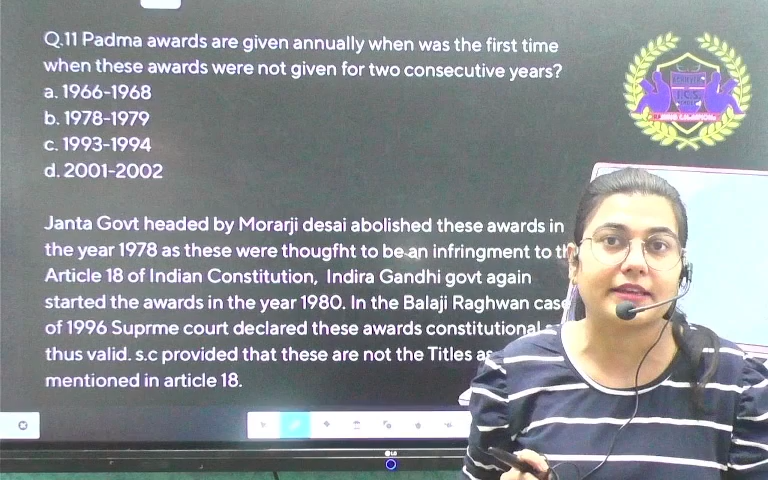 Q.11 Padma awards are given annually when was the first time
when these awards were not given for two consecutive years?
a. 1966-1968
b. 1978-1979
c. 1993-1994
d. 2001-2002
Janta Govt headed by Morarji desai abolished these awards in
the year 1978 as these were thougfht to be an infringment to
Article 18 of Indian Constitution, Indira Gandhi govt again
started the awards in the year 1980. In the Balaji Raghwan case
of 1996 Suprme court declared these awards constitutional
thus valid. s.c provided that these are not the Titles as
mentioned in article 18.
LG